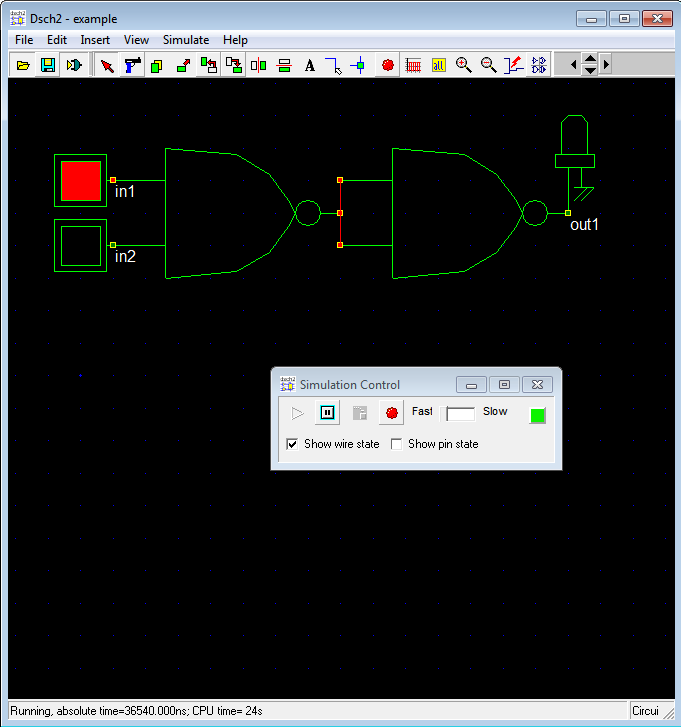 Dsch2 - example
File Edit Insert View Simulate Help
A all
in1
in2
out1
Simulation Control
Fast Slow
Show wire state Show pin state
Running, absolute time=36540.000ns; CPU time= 24s Circui